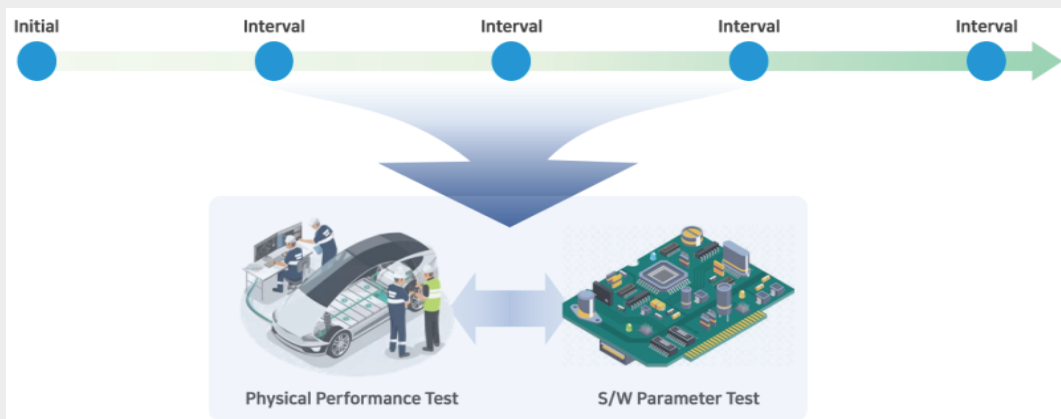 Initial Interval Interval Interval Interval
Physical Performance Test S/W Parameter Test